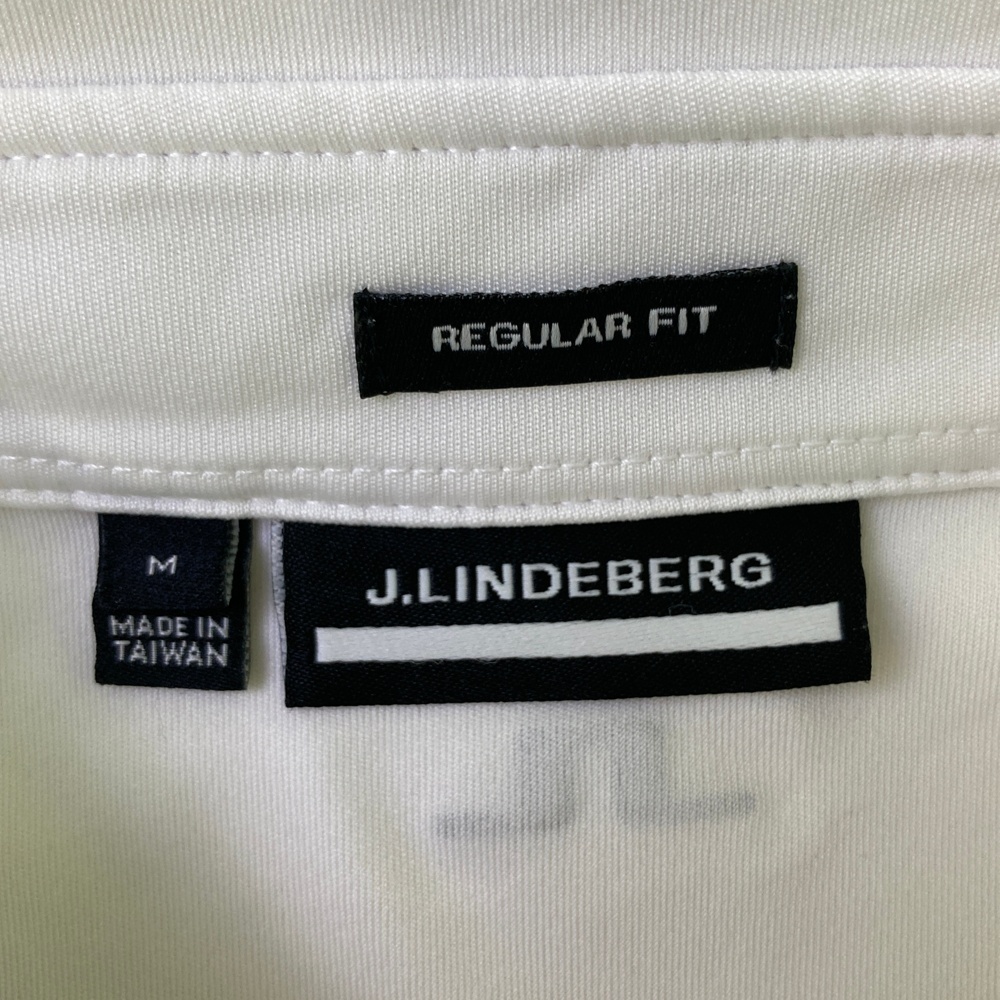 REGULAR FIT
M
MADE IN
TAIWAN
J.LINDEBERG